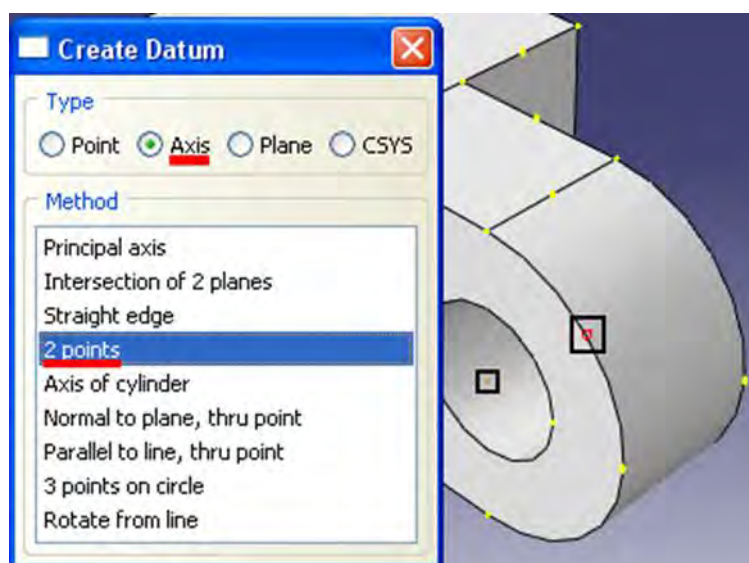 Create Datum
Type
Point Axis Plane CSYS
Method
Principal axis
Intersection of 2 planes
Straight edge
2 points
Axis of cylinder
Normal to plane, thru point
Parallel to line, thru point
3 points on circle
Rotate from line